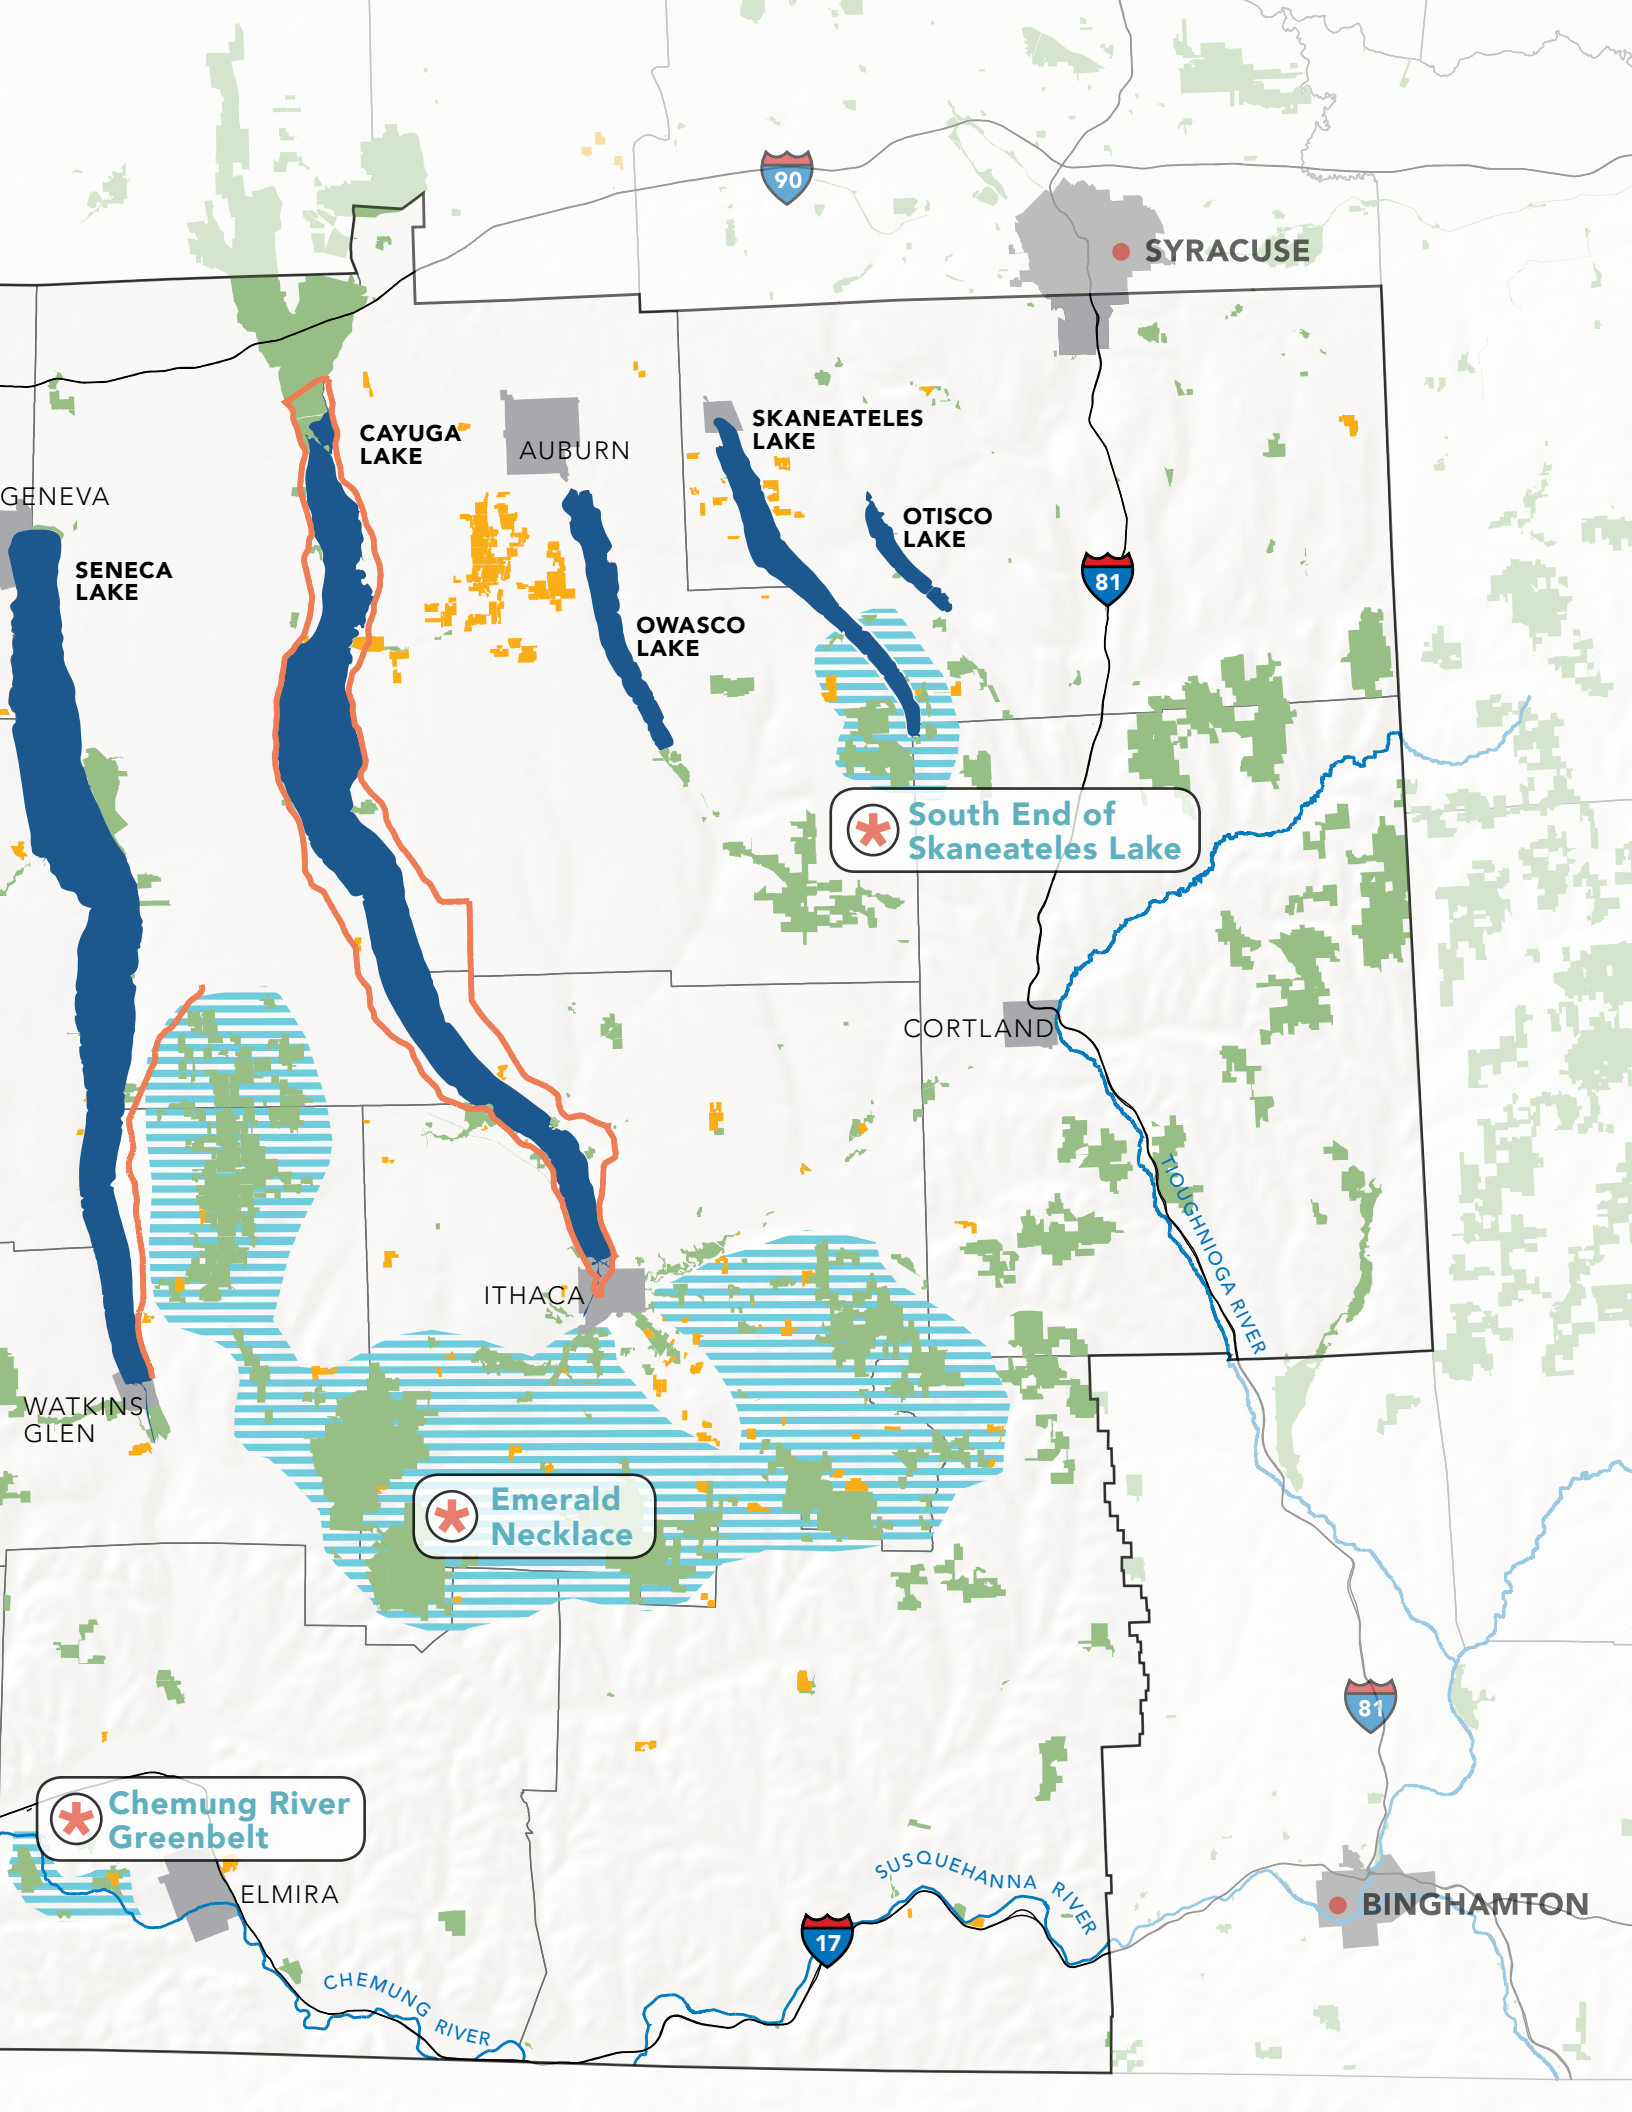 90
SYRACUSE
CAYUGA
LAKE
AUBURN
SKANEATELES
LAKE
GENEVA
OTISCO
LAKE
SENECA
LAKE
81
OWASCO
LAKE
South End of
Skaneateles Lake
CORTLAND
TIOUGHNIOGA RIVER
ITHACA
WATKINS
GLEN
Emerald
Necklace
81
Chemung River
Greenbelt
ELMIRA
SUSQUEHANNA RIVER
BINGHAMTON
17
CHEMUNG RIVER